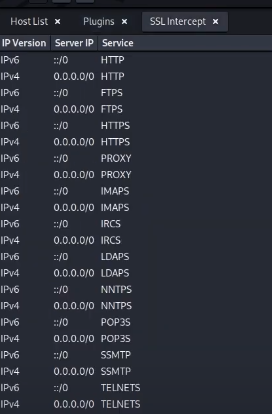 Host List × Plugins × SSL Intercept ×
IP Version Server IP Service
IPv6 ::/0 HTTP
IPv4 0.0.0.0/0 HTTP
IPv6 ::/0 FTPS
IPv4 0.0.0.0/0 FTPS
IPv6 ::/0 HTTPS
IPv4 0.0.0.0/0 HTTPS
IPv6 ::/0 PROXY
IPv4 0.0.0.0/0 PROXY
IPv6 ::/0 IMAPS
IPv4 0.0.0.0/0 IMAPS
IPv6 ::/0 IRCS
IPv4 0.0.0.0/0 IRCS
IPv6 ::/0 LDAPS
IPv4 0.0.0.0/0 LDAPS
IPv6 ::/0 NNTPS
IPv4 0.0.0.0/0 NNTPS
IPv6 ::/0 POP3S
IPv4 0.0.0.0/0 POP3S
IPv6 ::/0 SSMTP
IPv4 0.0.0.0/0 SSMTP
IPv6 ::/0 TELNETS
IPv4 0.0.0.0/0 TELNETS